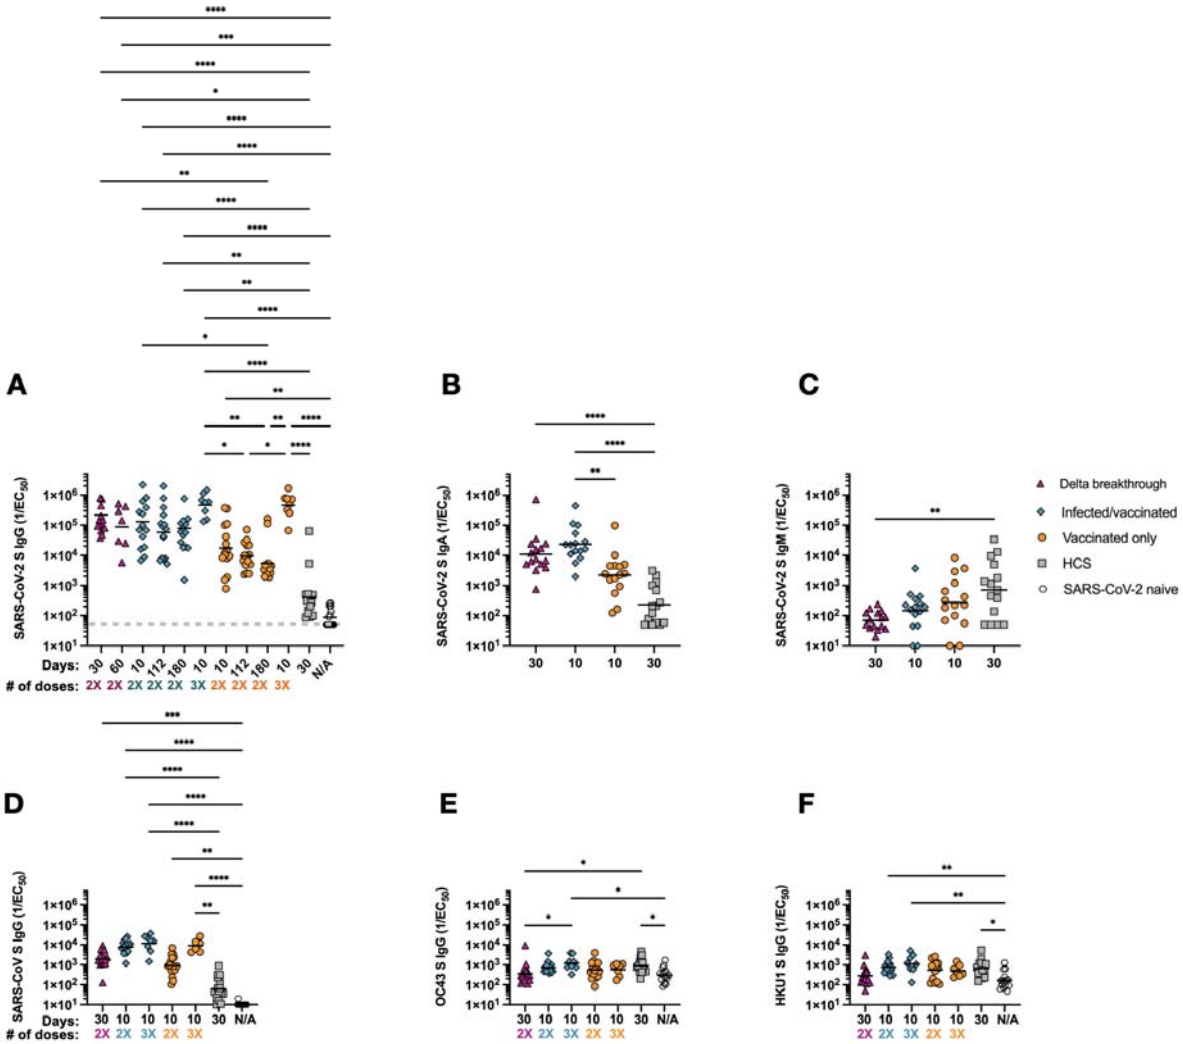 ****
***
****
*
****
****
**
****
****
**
**
****
*
****
**
** ** ****
* * ****
A
SARS-CoV-2 S IgG (1/EC50)
1×10^6
1×10^5
1×10^4
1×10^3
1×10^2
1×10^1
Days: 30 60 10 112 180 10 10 112 180 10 30 N/A
# of doses: 2X 2X 2X 2X 2X 3X 2X 2X 2X 3X
B
****
****
**
SARS-CoV-2 S IgA (1/EC50)
1×10^6
1×10^5
1×10^4
1×10^3
1×10^2
1×10^1
30 10 10 30
C
**
SARS-CoV-2 S IgM (1/EC50)
1×10^6
1×10^5
1×10^4
1×10^3
1×10^2
1×10^1
30 10 10 30
Delta breakthrough
Infected/vaccinated
Vaccinated only
HCS
SARS-CoV-2 naive
D
***
****
****
****
****
**
****
**
SARS-CoV S IgG (1/EC50)
1×10^6
1×10^5
1×10^4
1×10^3
1×10^2
1×10^1
Days: 30 10 10 10 10 30 N/A
# of doses: 2X 2X 3X 2X 3X
E
*
*
* *
OC43 S IgG (1/EC50)
1×10^6
1×10^5
1×10^4
1×10^3
1×10^2
1×10^1
30 10 10 10 10 30 N/A
2X 2X 3X 2X 3X
F
**
**
*
HKU1 S IgG (1/EC50)
1×10^6
1×10^5
1×10^4
1×10^3
1×10^2
1×10^1
30 10 10 10 10 30 N/A
2X 2X 3X 2X 3X